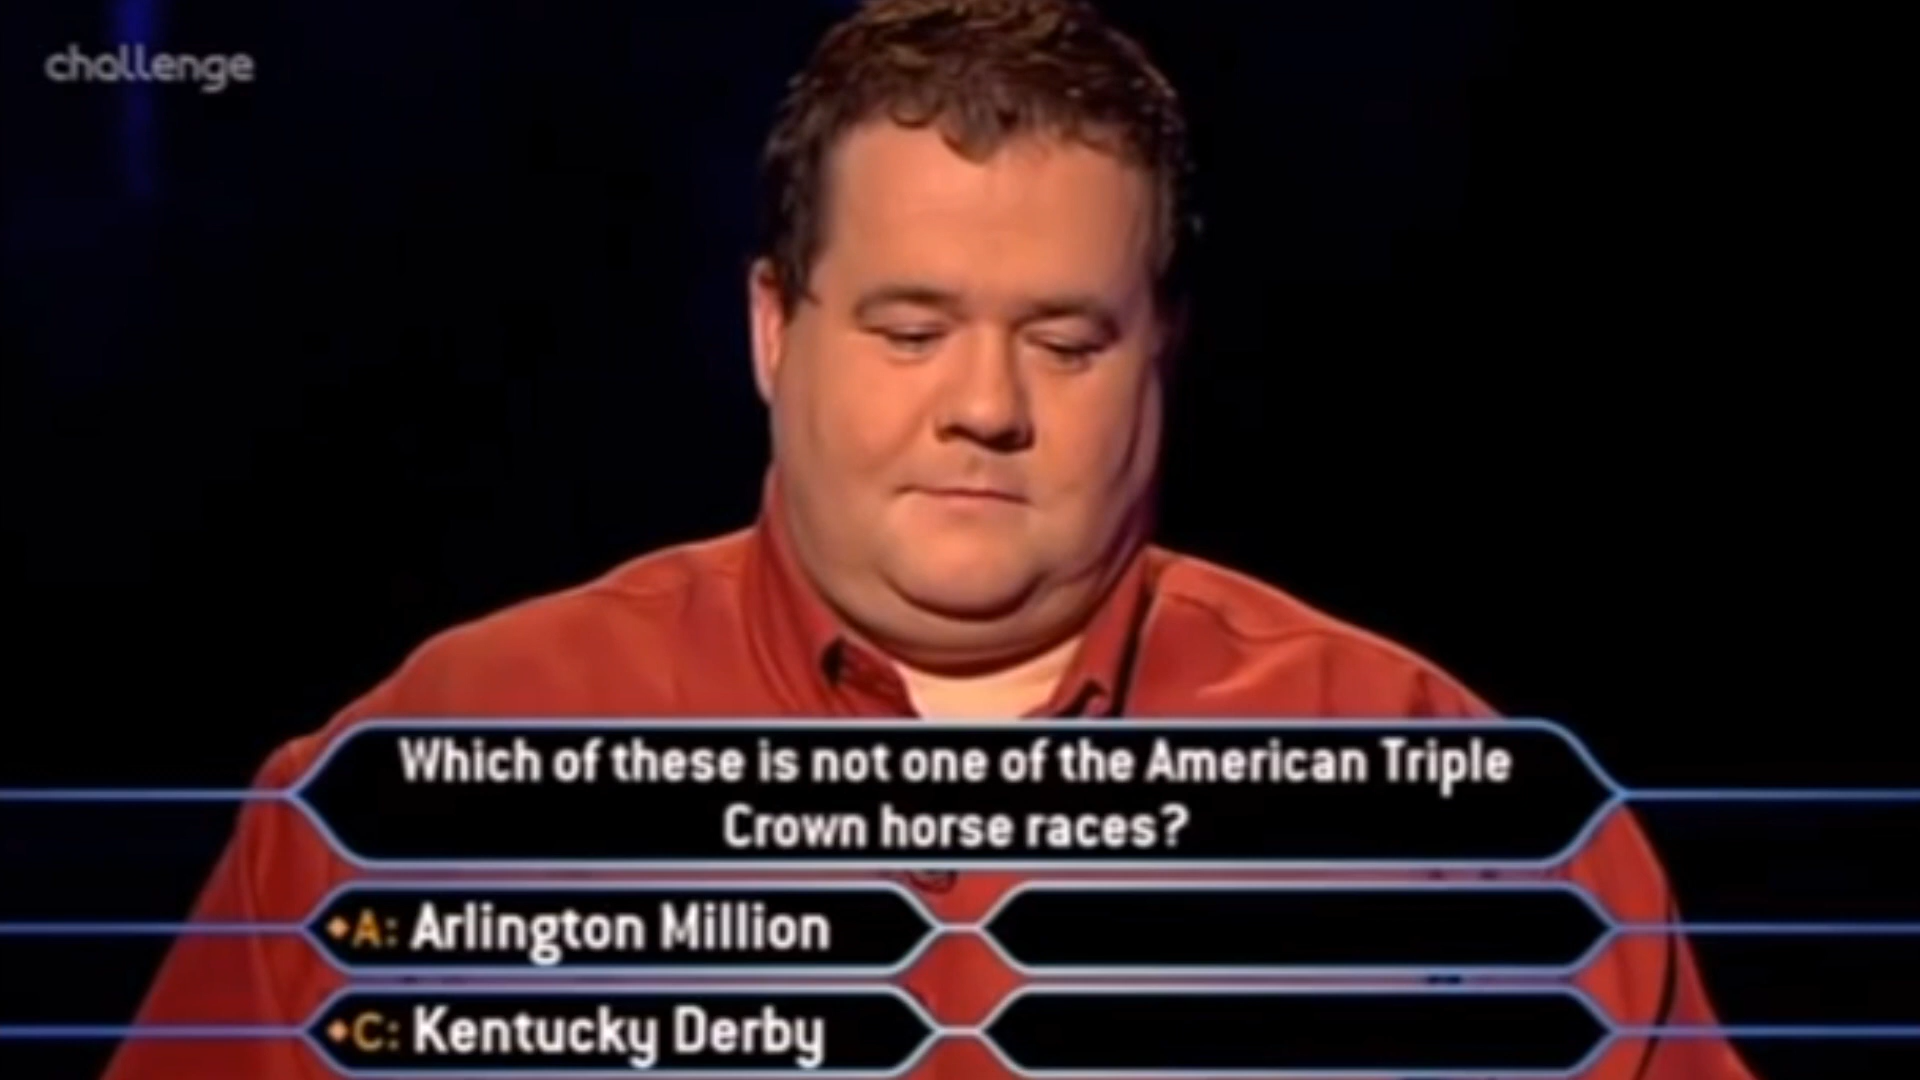 challenge
Which of these is not one of the American Triple
Crown horse races?
A: Arlington Million
C: Kentucky Derby